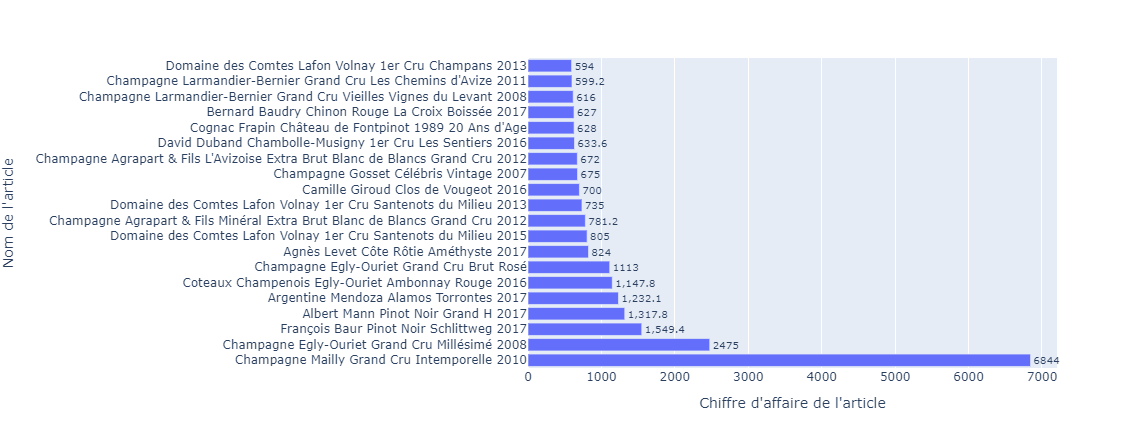 Domaine des Comtes Lafon Volnay 1er Cru Champans 2013 594
Champagne Larmandier-Bernier Grand Cru Les Chemins d'Avize 2011 599.2
Champagne Larmandier-Bernier Grand Cru Vieilles Vignes du Levant 2008 616
Bernard Baudry Chinon Rouge La Croix Boissée 2017 627
Cognac Frapin Château de Fontpinot 1989 20 Ans d'Age 628
David Duband Chambolle-Musigny 1er Cru Les Sentiers 2016 633.6
Champagne Agrapart & Fils L'Avizoise Extra Brut Blanc de Blancs Grand Cru 2012 672
Champagne Gosset Célébris Vintage 2007 675
Camille Giroud Clos de Vougeot 2016 700
Domaine des Comtes Lafon Volnay 1er Cru Santenots du Milieu 2013 735
Champagne Agrapart & Fils Minéral Extra Brut Blanc de Blancs Grand Cru 2012 781.2
Domaine des Comtes Lafon Volnay 1er Cru Santenots du Milieu 2015 805
Agnès Levet Côte Rôtie Améthyste 2017 824
Champagne Egly-Ouriet Grand Cru Brut Rosé 1113
Coteaux Champenois Egly-Ouriet Ambonnay Rouge 2016 1,147.8
Argentine Mendoza Alamos Torrontes 2017 1,232.1
Albert Mann Pinot Noir Grand H 2017 1,317.8
François Baur Pinot Noir Schlittweg 2017 1,549.4
Champagne Egly-Ouriet Grand Cru Millésimé 2008 2475
Champagne Mailly Grand Cru Intemporelle 2010 6844
0 1000 2000 3000 4000 5000 6000 7000
Chiffre d'affaire de l'article
Nom de l'article